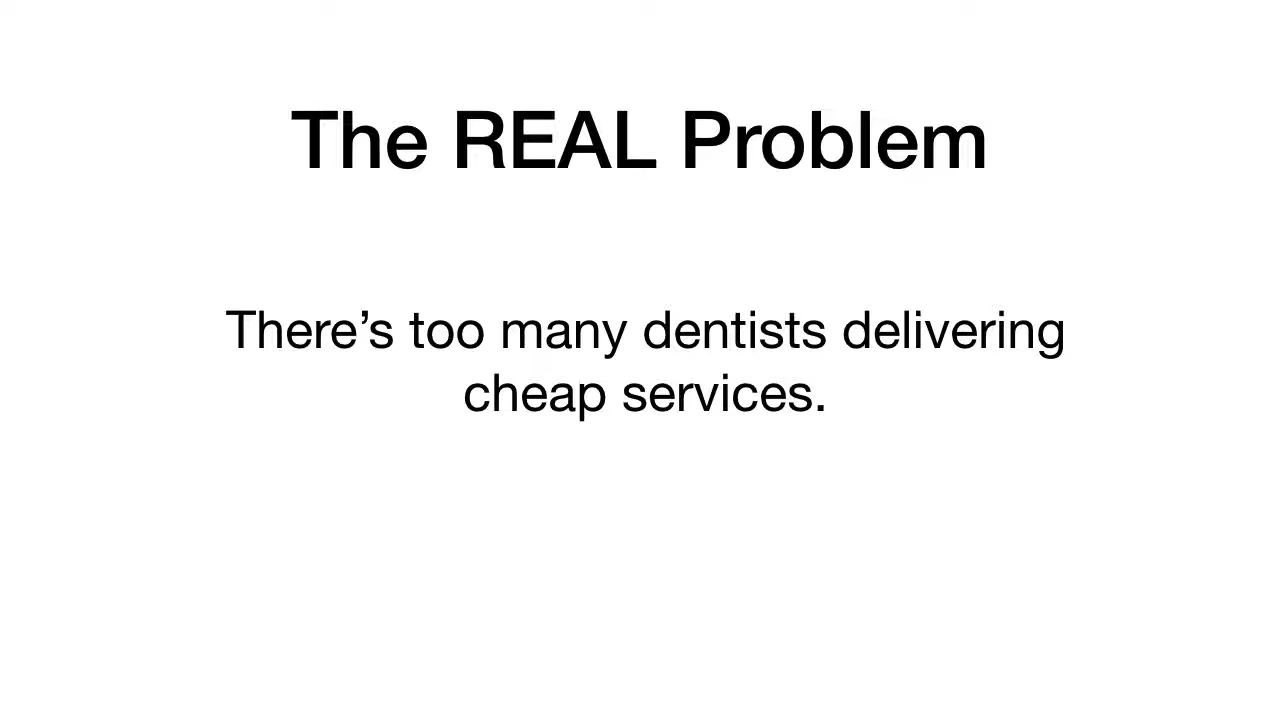 The REAL Problem
There’s too many dentists delivering
cheap services.